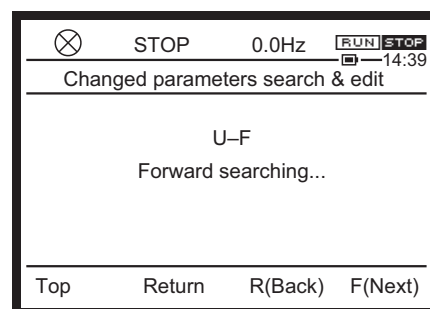 STOP 0.0Hz RUN STOP
14:39
Changed parameters search & edit
U–F
Forward searching...
Top Return R(Back) F(Next)